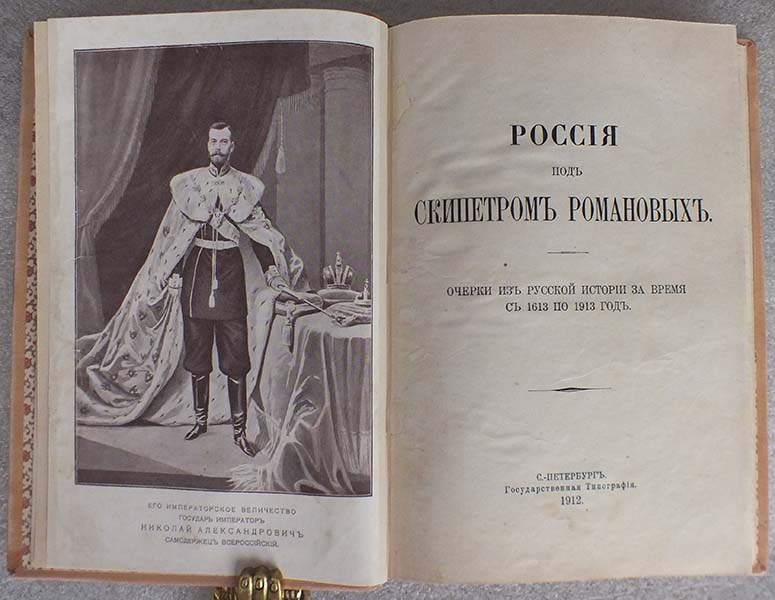 ЕГО ИМПЕРАТОРСКОЕ ВЕЛИЧЕСТВО
ГОСУДАРЬ ИМПЕРАТОРЪ
НИКОЛАЙ АЛЕКСАНДРОВИЧЪ
САМОДЕРЖЕЦЪ ВСЕРОССІЙСКІЙ.
РОССІЯ
ПОДЪ
СКИПЕТРОМЪ РОМАНОВЫХЪ.
ОЧЕРКИ ИЗЪ РУССКОЙ ИСТОРІИ ЗА ВРЕМЯ
СЪ 1613 ПО 1913 ГОДЪ.
С.-ПЕТЕРБУРГЪ.
Государственная Типографія.
1912.